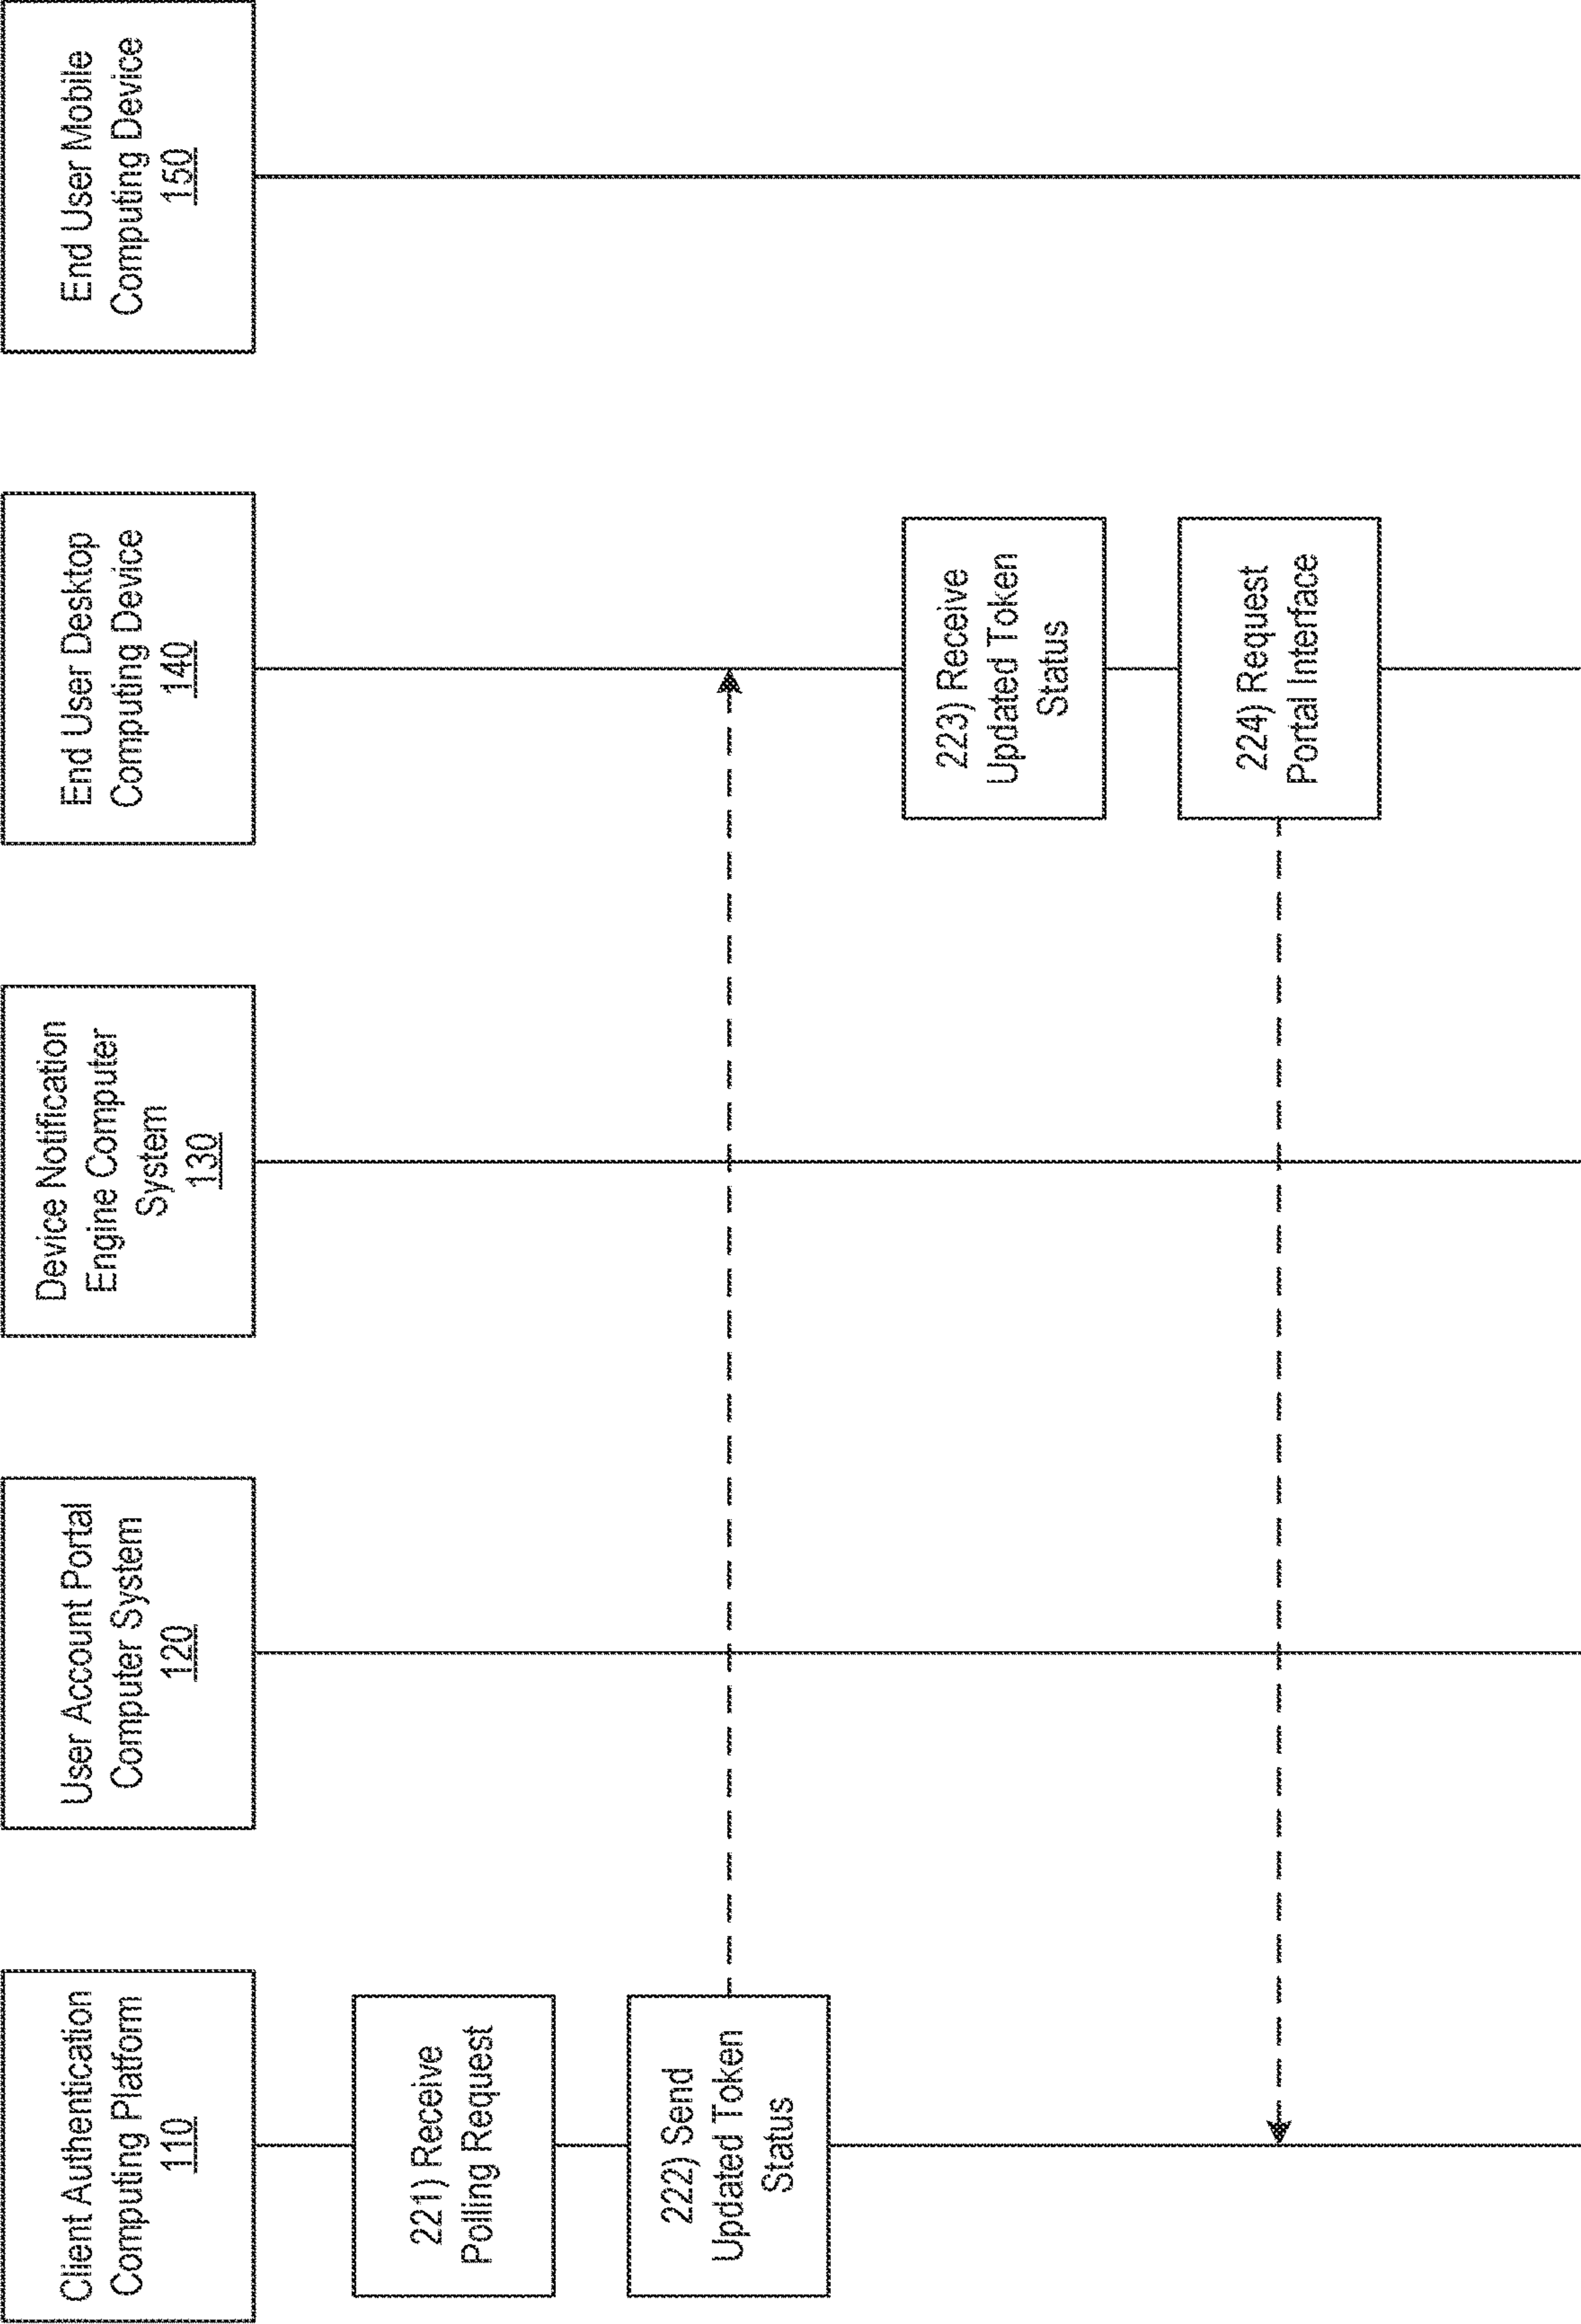 Client Authentication
Computing Platform
110
User Account Portal
Computer System
120
Device Notification
Engine Computer
System
130
End User Desktop
Computing Device
140
End User Mobile
Computing Device
150
221) Receive
Polling Request
222) Send
Updated Token
Status
223) Receive
Updated Token
Status
224) Request
Portal Interface